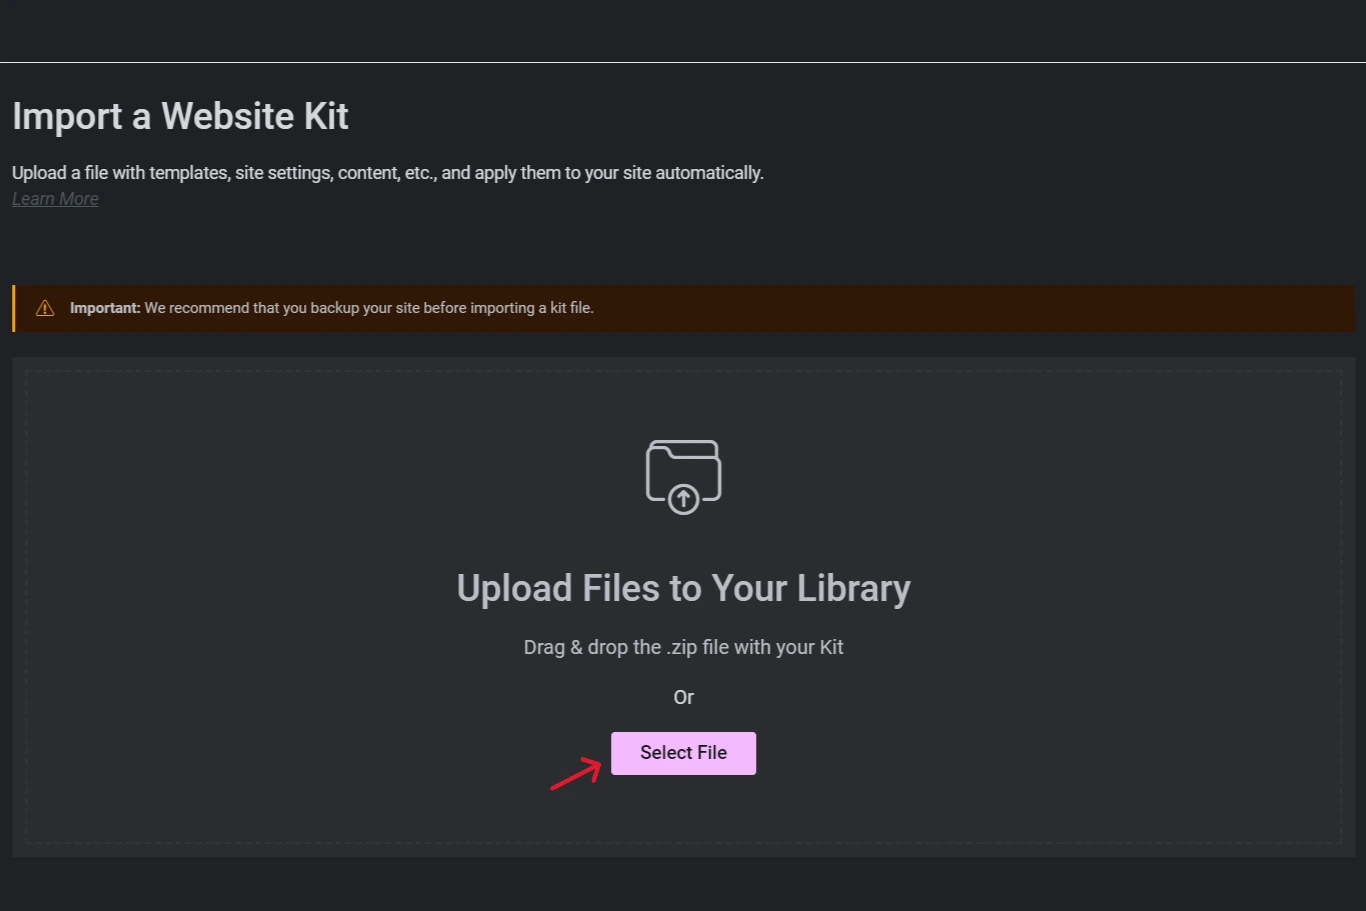 Import a Website Kit
Upload a file with templates, site settings, content, etc., and apply them to your site automatically.
Learn More
Important: We recommend that you backup your site before importing a kit file.
Upload Files to Your Library
Drag & drop the .zip file with your Kit
Or
Select File